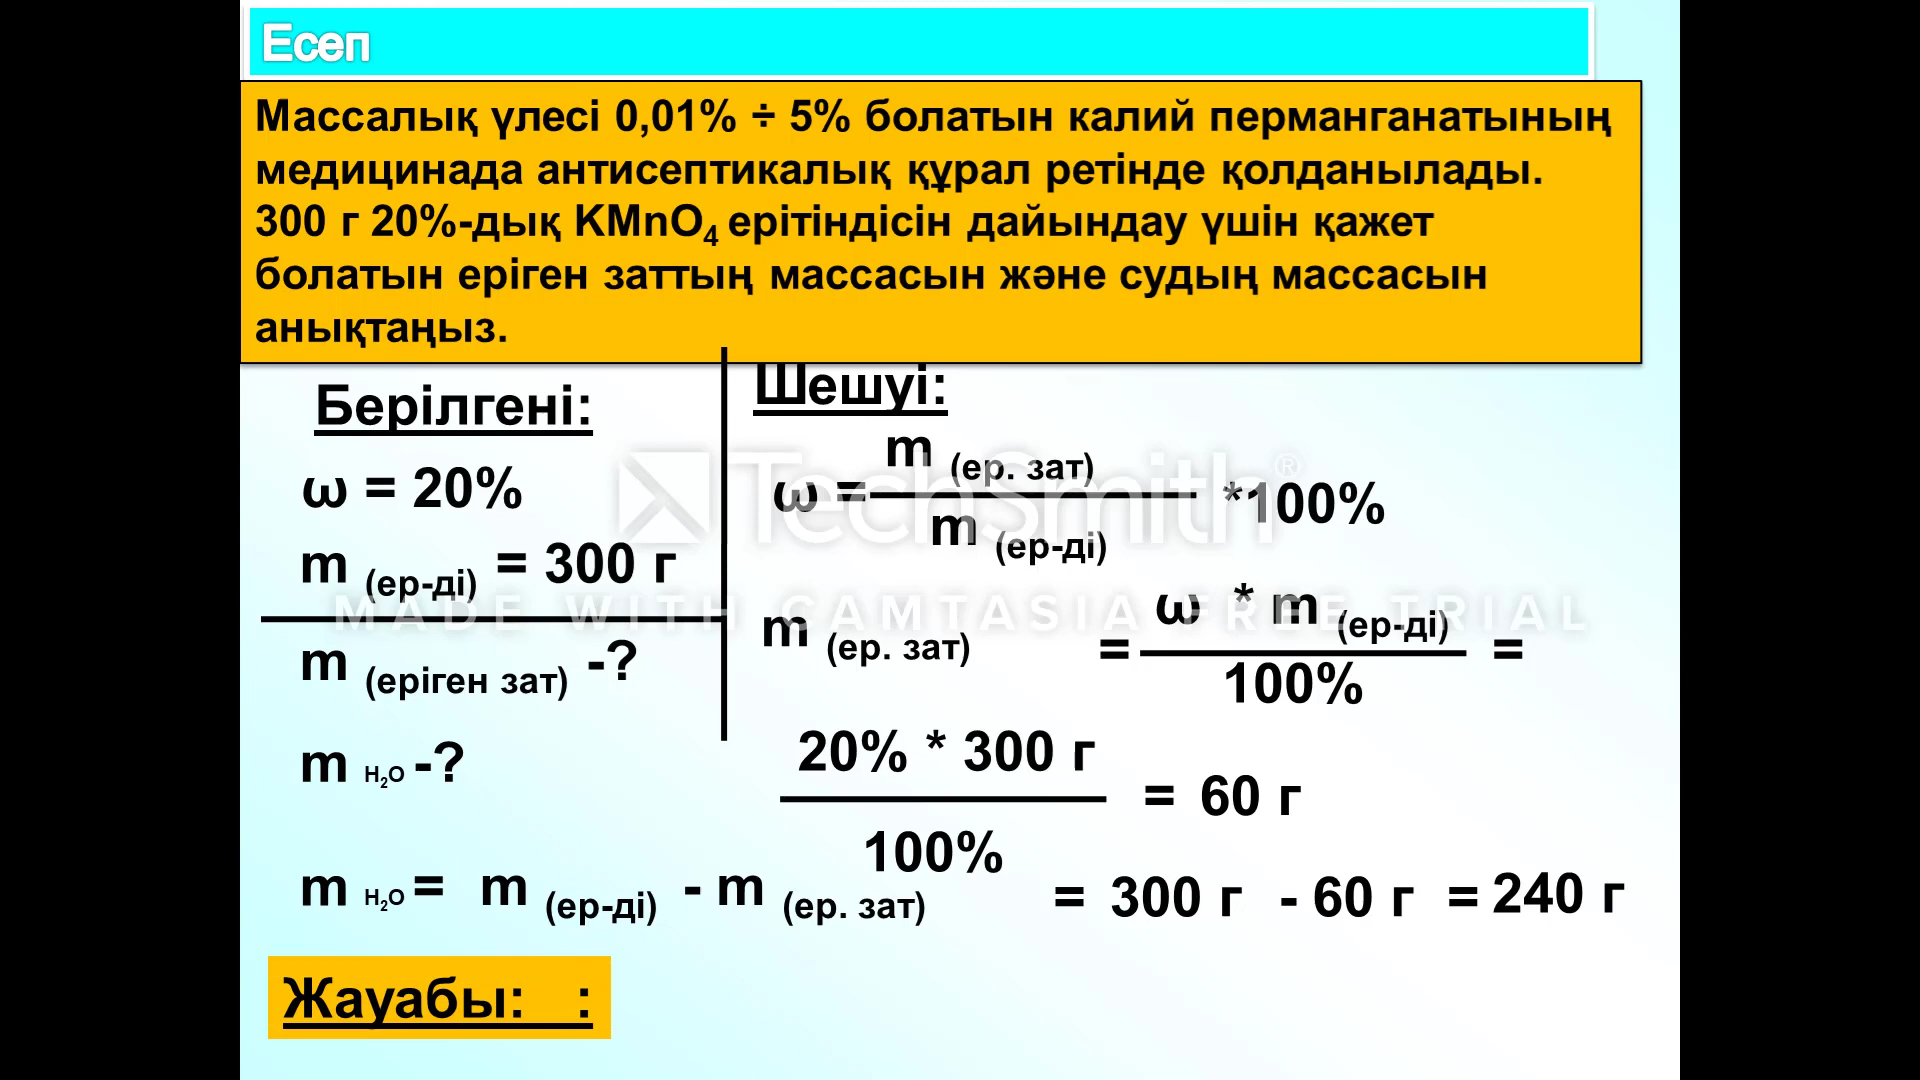 Есеп
Массалық үлесі 0,01% ÷ 5% болатын калий перманганатының
медицинада антисептикалық құрал ретінде қолданылады.
300 г 20%-дық KMnO₄ ерітіндісін дайындау үшін қажет
болатын еріген заттың массасын және судың массасын
анықтаңыз.
Берілгені:
ω = 20%
m (ер-ді) = 300 г
m (еріген зат) -?
m H₂O -?
Шешуі:
m (ер. зат)
ω = *100%
m (ер-ді)
ω * m (ер-ді)
m (ер. зат) = =
100%
20% * 300 г
= 60 г
100%
m H₂O = m (ер-ді) - m (ер. зат) = 300 г - 60 г = 240 г
Жауабы: :
TechSmith®
MADE WITH CAMTASIA FREE TRIAL